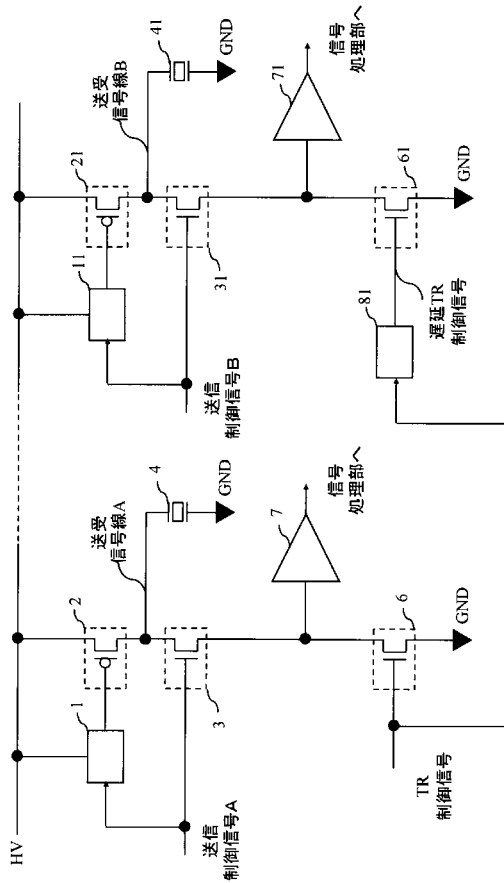 HV
1
2
送受
信号線A
4
GND
3
送信
制御信号A
7
信号
処理部へ
6
GND
TR
制御信号
11
21
送受
信号線B
41
GND
31
送信
制御信号B
71
信号
処理部へ
61
GND
遅延TR
制御信号
81